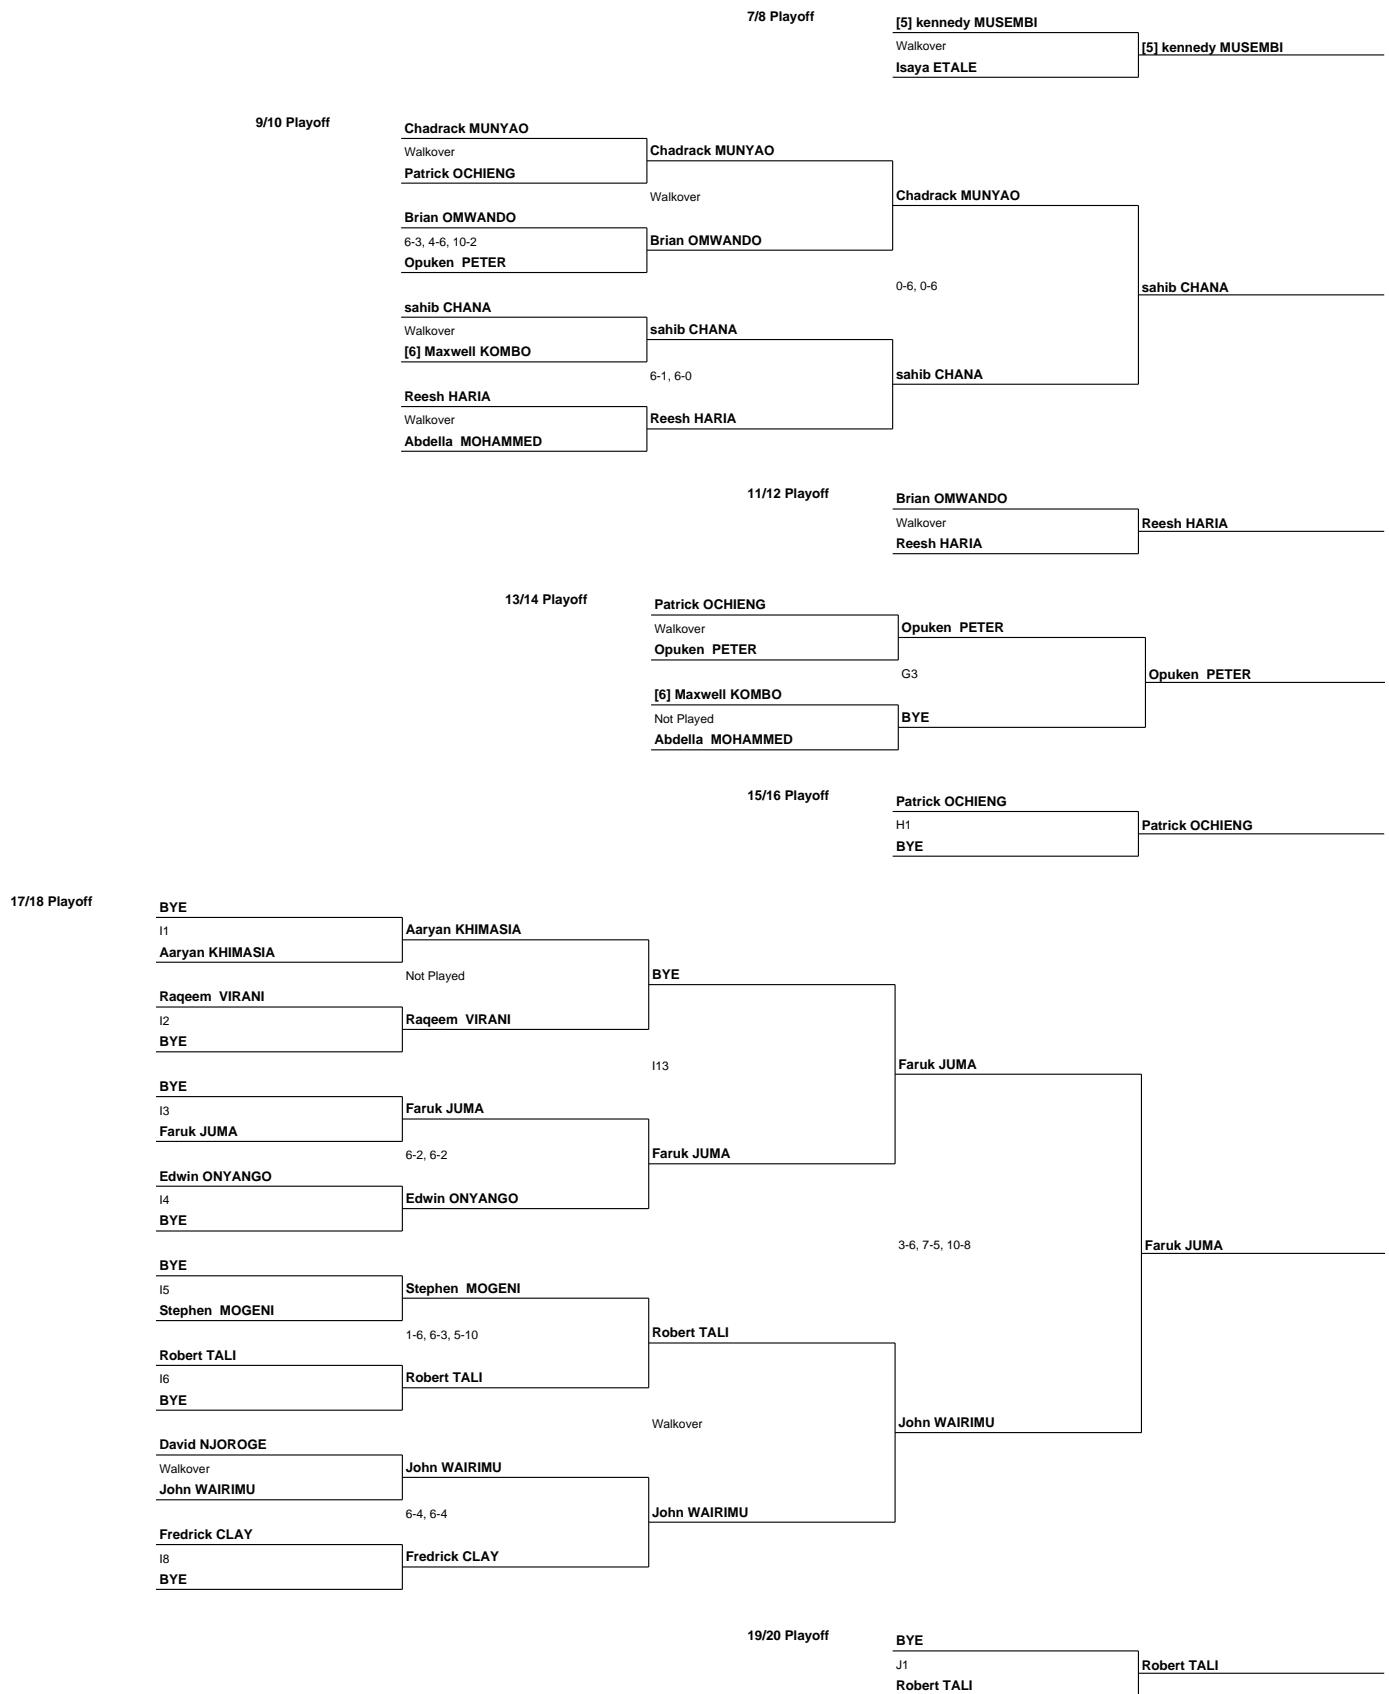 7/8 Playoff
[5] kennedy MUSEMBI
Walkover
[5] kennedy MUSEMBI
Isaya ETALE
9/10 Playoff
Chadrack MUNYAO
Walkover
Chadrack MUNYAO
Patrick OCHIENG
Walkover
Chadrack MUNYAO
Brian OMWANDO
6-3, 4-6, 10-2
Brian OMWANDO
Opuken PETER
0-6, 0-6
sahib CHANA
sahib CHANA
Walkover
sahib CHANA
[6] Maxwell KOMBO
6-1, 6-0
sahib CHANA
Reesh HARIA
Walkover
Reesh HARIA
Abdella MOHAMMED
11/12 Playoff
Brian OMWANDO
Walkover
Reesh HARIA
Reesh HARIA
13/14 Playoff
Patrick OCHIENG
Walkover
Opuken PETER
Opuken PETER
G3
Opuken PETER
[6] Maxwell KOMBO
Not Played
BYE
Abdella MOHAMMED
15/16 Playoff
Patrick OCHIENG
H1
Patrick OCHIENG
BYE
17/18 Playoff
BYE
I1
Aaryan KHIMASIA
Aaryan KHIMASIA
Not Played
BYE
Raqeem VIRANI
I2
Raqeem VIRANI
BYE
I13
Faruk JUMA
BYE
I3
Faruk JUMA
Faruk JUMA
6-2, 6-2
Faruk JUMA
Edwin ONYANGO
I4
Edwin ONYANGO
BYE
3-6, 7-5, 10-8
Faruk JUMA
BYE
I5
Stephen MOGENI
Stephen MOGENI
1-6, 6-3, 5-10
Robert TALI
Robert TALI
I6
Robert TALI
BYE
Walkover
John WAIRIMU
David NJOROGE
Walkover
John WAIRIMU
John WAIRIMU
6-4, 6-4
John WAIRIMU
Fredrick CLAY
I8
Fredrick CLAY
BYE
19/20 Playoff
BYE
J1
Robert TALI
Robert TALI